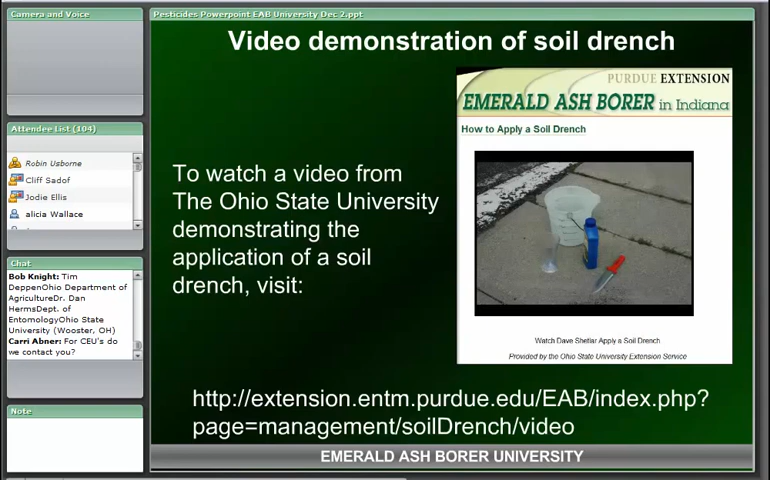 Camera and Voice
Attendee List (104)
Robin Usborne
Cliff Sadof
Jodie Ellis
alicia Wallace
Chat
Bob Knight: Tim
DeppenOhio Department of
AgricultureDr. Dan
HermsDept. of
EntomologyOhio State
University (Wooster, OH)
Carri Abner: For CEU's do
we contact you?
Note
Pesticides Powerpoint EAB University Dec 2.ppt
Video demonstration of soil drench
To watch a video from
The Ohio State University
demonstrating the
application of a soil
drench, visit:
PURDUE EXTENSION
EMERALD ASH BORER in Indiana
How to Apply a Soil Drench
Watch Dave Shetlar Apply a Soil Drench
Provided by the Ohio State University Extension Service
http://extension.entm.purdue.edu/EAB/index.php?
page=management/soilDrench/video
EMERALD ASH BORER UNIVERSITY